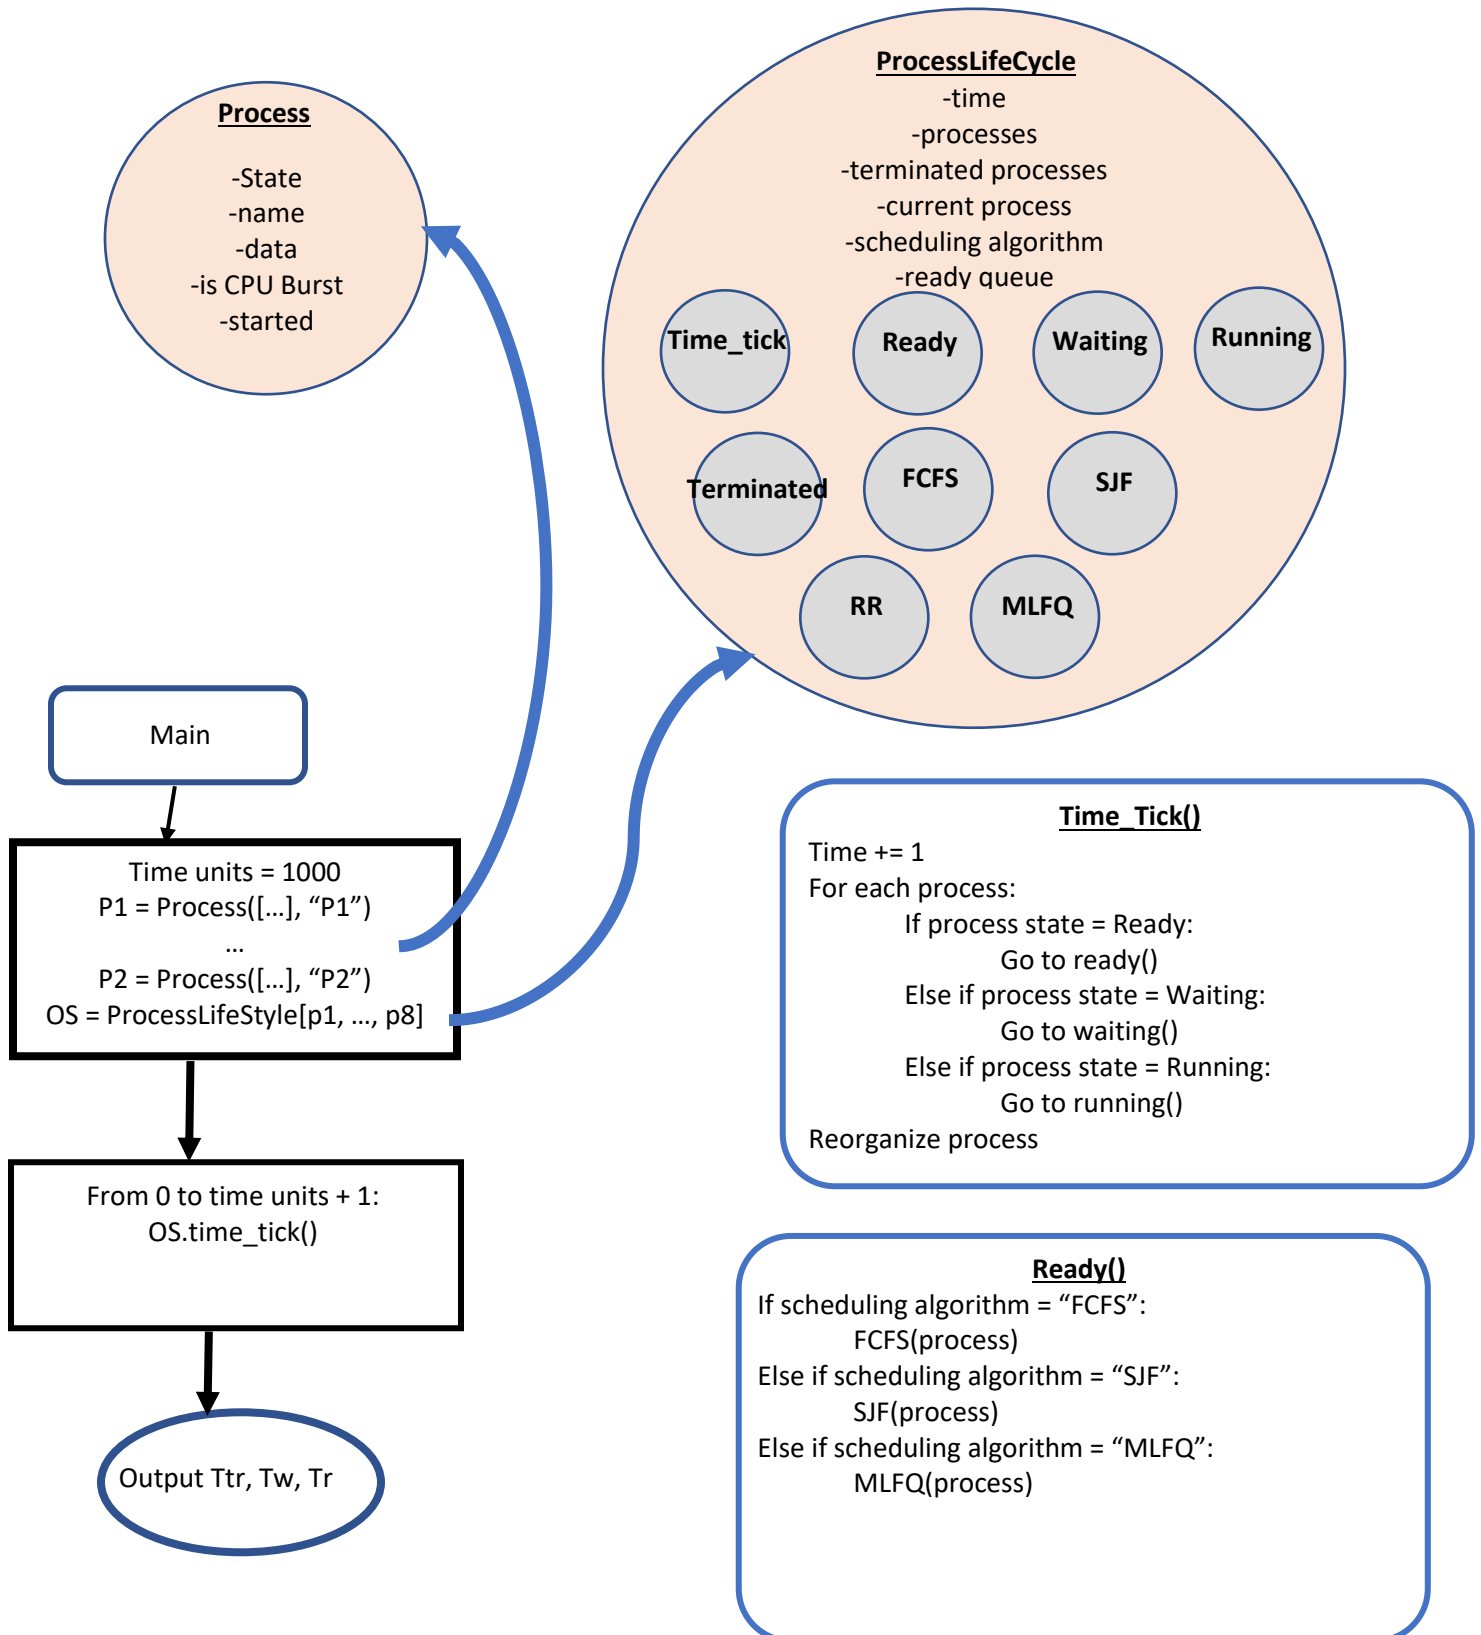 Process
-State
-name
-data
-is CPU Burst
-started
ProcessLifeCycle
-time
-processes
-terminated processes
-current process
-scheduling algorithm
-ready queue
Time_tick
Ready
Waiting
Running
Terminated
FCFS
SJF
RR
MLFQ
Main
Time units = 1000
P1 = Process([…], “P1”)
…
P2 = Process([…], “P2”)
OS = ProcessLifeStyle[p1, …, p8]
From 0 to time units + 1:
OS.time_tick()
Output Ttr, Tw, Tr
Time_Tick()
Time += 1
For each process:
If process state = Ready:
Go to ready()
Else if process state = Waiting:
Go to waiting()
Else if process state = Running:
Go to running()
Reorganize process
Ready()
If scheduling algorithm = “FCFS”:
FCFS(process)
Else if scheduling algorithm = “SJF”:
SJF(process)
Else if scheduling algorithm = “MLFQ”:
MLFQ(process)